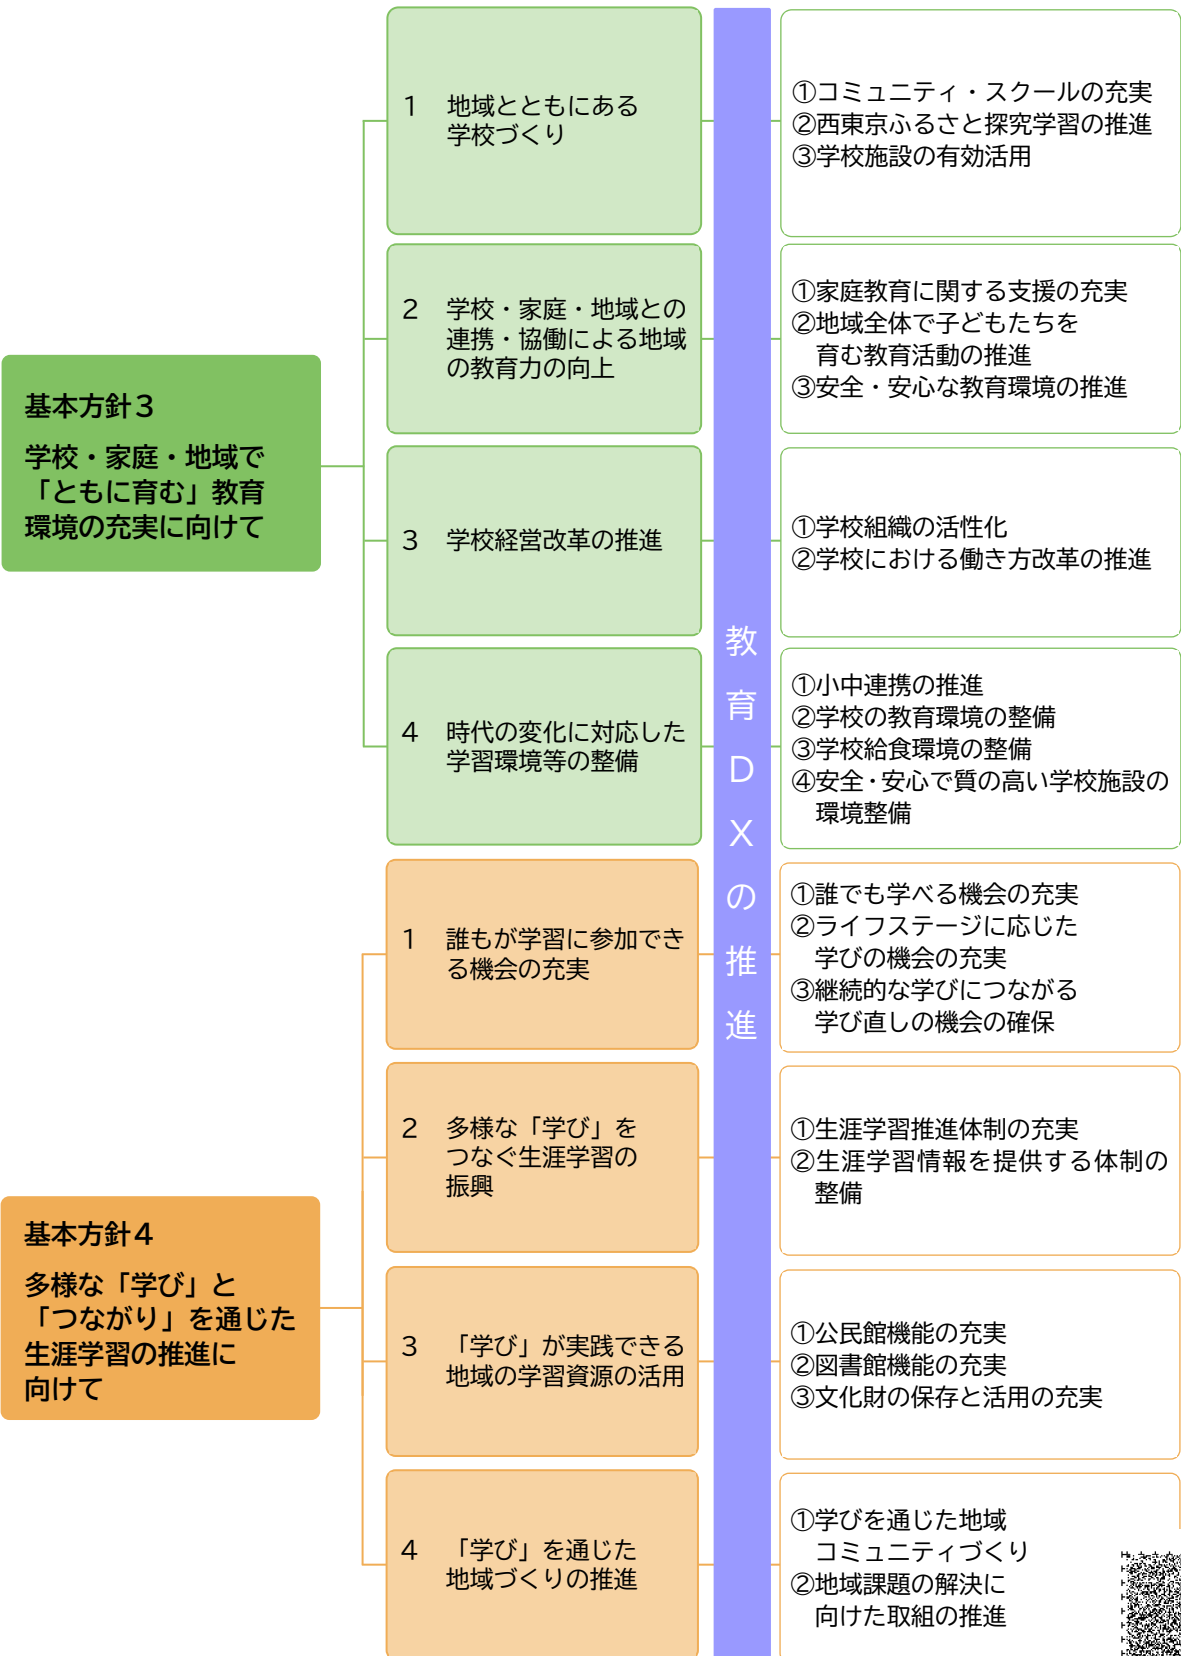 基本方針３
学校・家庭・地域で
「ともに育む」教育
環境の充実に向けて
１　地域とともにある
学校づくり
①コミュニティ・スクールの充実
②西東京ふるさと探究学習の推進
③学校施設の有効活用
２　学校・家庭・地域との
連携・協働による地域
の教育力の向上
①家庭教育に関する支援の充実
②地域全体で子どもたちを
育む教育活動の推進
③安全・安心な教育環境の推進
３　学校経営改革の推進
①学校組織の活性化
②学校における働き方改革の推進
４　時代の変化に対応した
学習環境等の整備
①小中連携の推進
②学校の教育環境の整備
③学校給食環境の整備
④安全・安心で質の高い学校施設の
環境整備
教育ＤＸの推進
基本方針４
多様な「学び」と
「つながり」を通じた
生涯学習の推進に
向けて
１　誰もが学習に参加でき
る機会の充実
①誰でも学べる機会の充実
②ライフステージに応じた
学びの機会の充実
③継続的な学びにつながる
学び直しの機会の確保
２　多様な「学び」を
つなぐ生涯学習の
振興
①生涯学習推進体制の充実
②生涯学習情報を提供する体制の
整備
３　「学び」が実践できる
地域の学習資源の活用
①公民館機能の充実
②図書館機能の充実
③文化財の保存と活用の充実
４　「学び」を通じた
地域づくりの推進
①学びを通じた地域
コミュニティづくり
②地域課題の解決に
向けた取組の推進